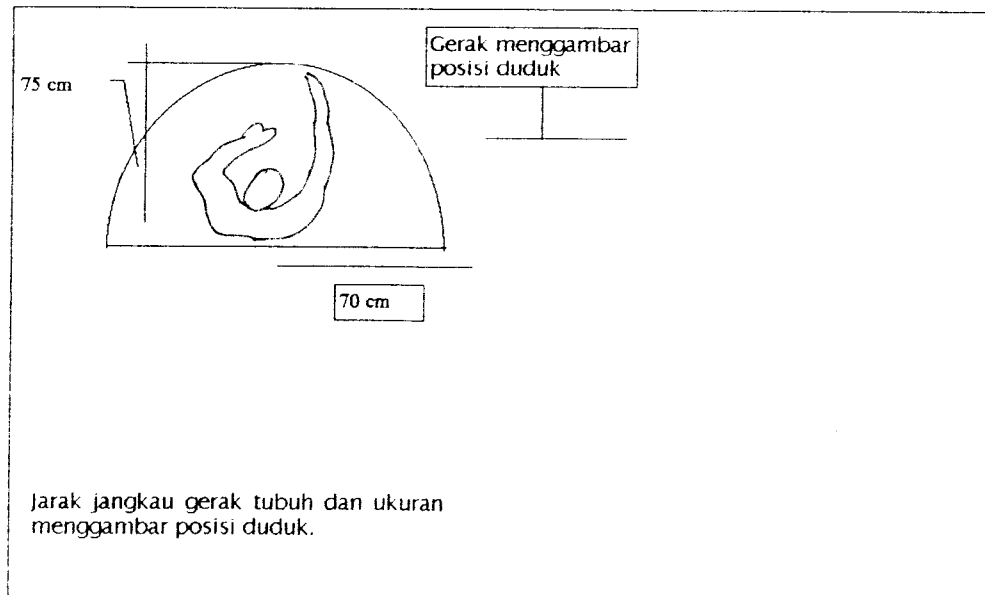 Gerak menggambar
posisi duduk
75 cm
70 cm
Jarak jangkau gerak tubuh dan ukuran
menggambar posisi duduk.